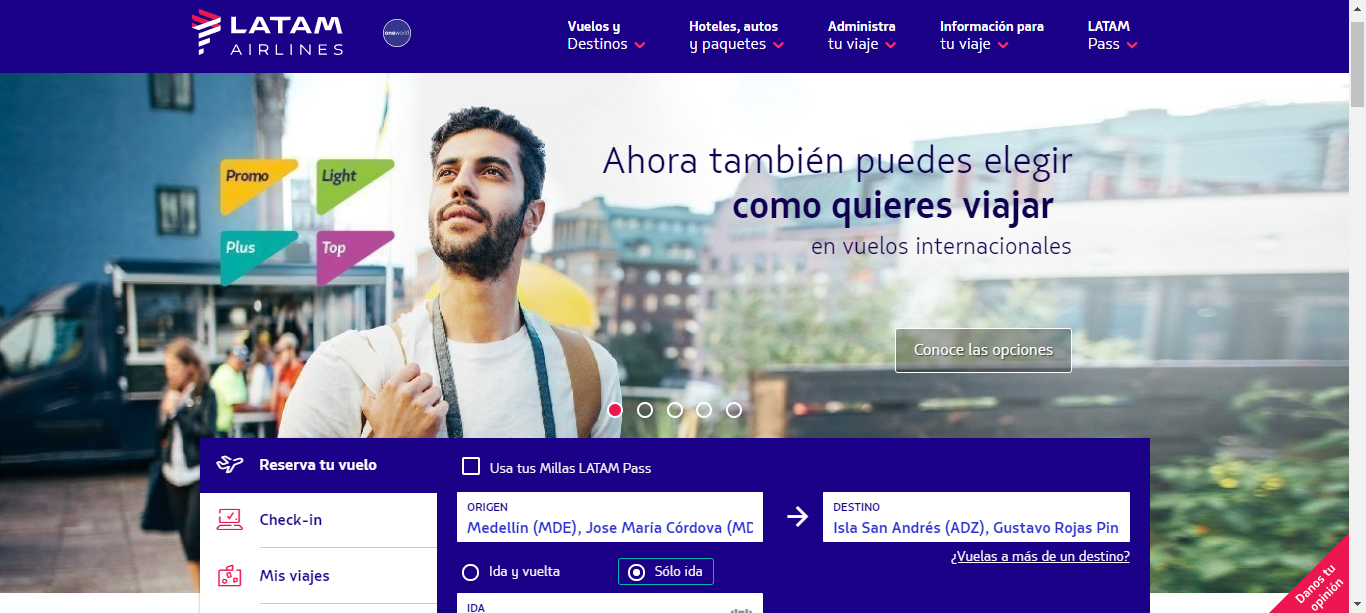 LATAM
AIRLINES
oneworld
Vuelos y
Destinos
Hoteles, autos
y paquetes
Administra
tu viaje
Información para
tu viaje
LATAM
Pass
Ahora también puedes elegir
como quieres viajar
en vuelos internacionales
Promo
Light
Plus
Top
Conoce las opciones
Reserva tu vuelo
Check-in
Mis viajes
Usa tus Millas LATAM Pass
ORIGEN
Medellín (MDE), Jose María Córdova (MD
DESTINO
Isla San Andrés (ADZ), Gustavo Rojas Pin
¿Vuelas a más de un destino?
Ida y vuelta
Sólo ida
IDA
Danos tu
opinión